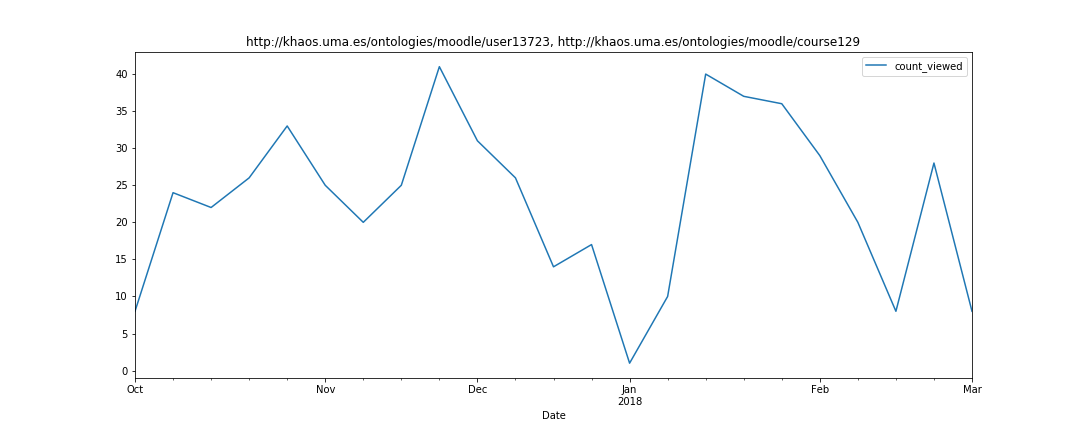 http://khaos.uma.es/ontologies/moodle/user13723, http://khaos.uma.es/ontologies/moodle/course129
count_viewed
40
35
30
25
20
15
10
5
0
Oct Nov Dec Jan Feb Mar
2018
Date